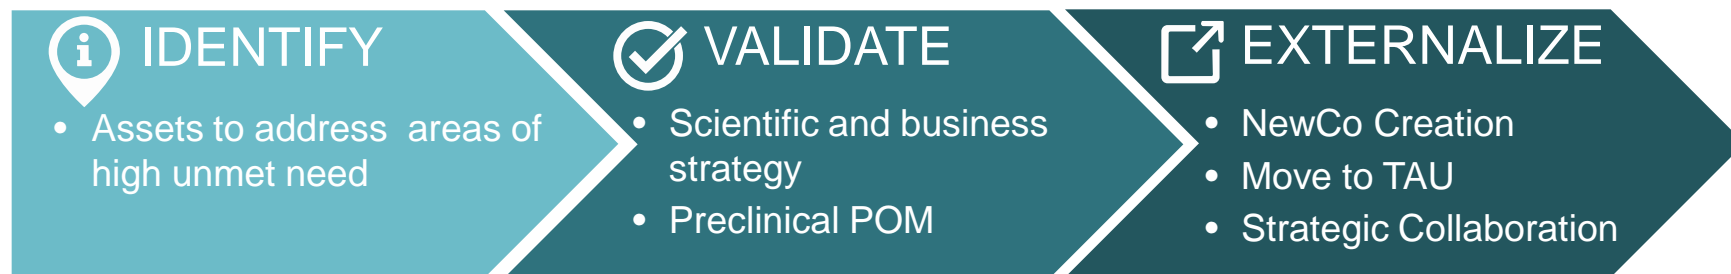 IDENTIFY
• Assets to address  areas of
high unmet need
VALIDATE
• Scientific and business
strategy
• Preclinical POM
EXTERNALIZE
• NewCo Creation
• Move to TAU
• Strategic Collaboration